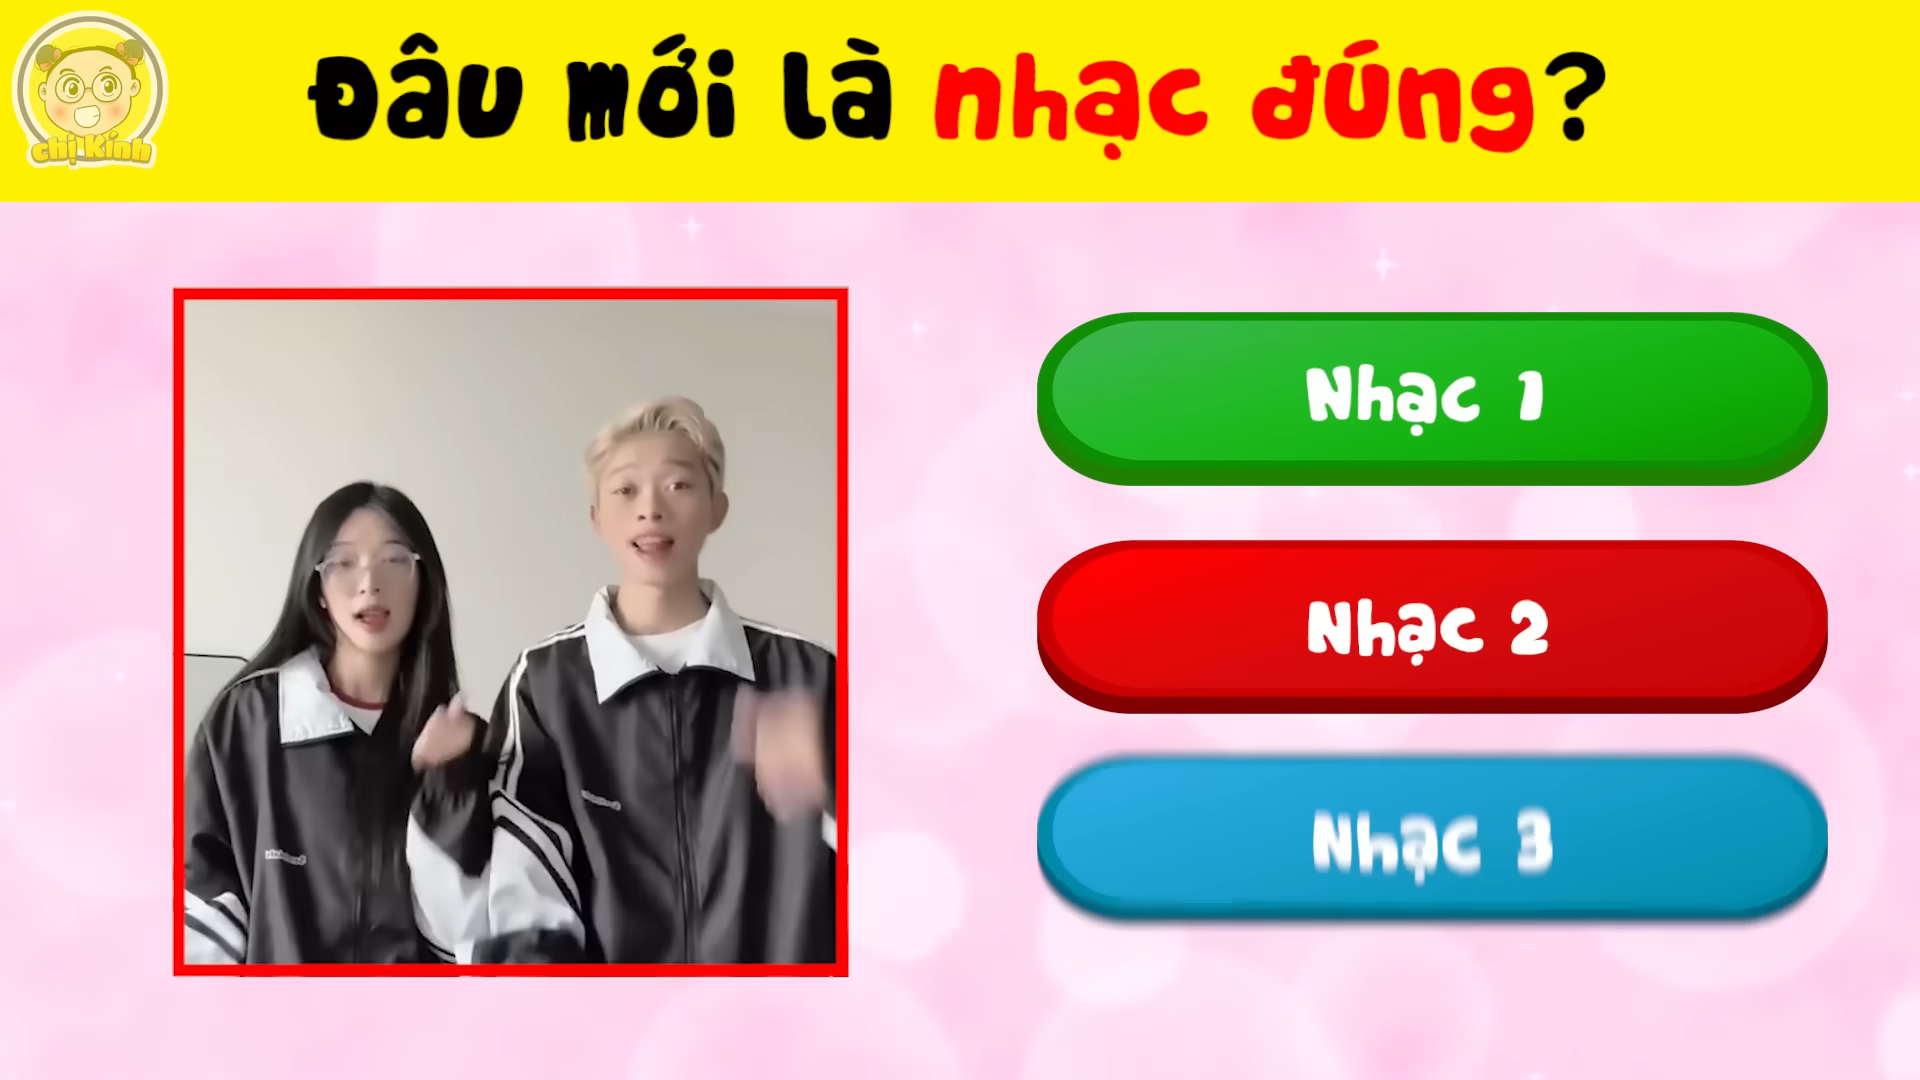 chị Kính
Đâu mới là nhạc đúng?
Nhạc 1
Nhạc 2
Nhạc 3